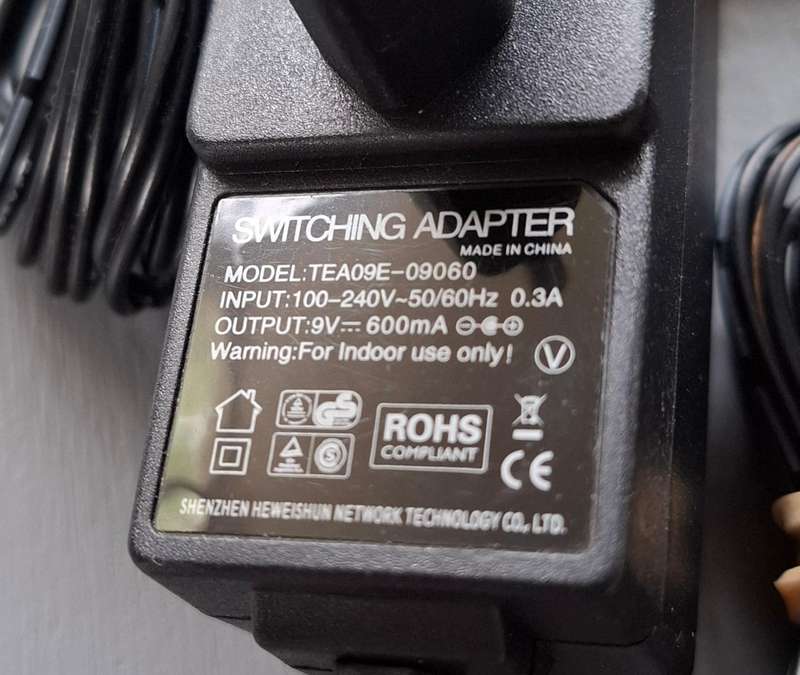 SWITCHING ADAPTER
MADE IN CHINA
MODEL:TEA09E-09060
INPUT:100-240V~50/60Hz 0.3A
OUTPUT:9V⎓600mA
Warning:For Indoor use only! V
GS
ROHS
COMPLIANT
S
CE
SHENZHEN HEWEISHUN NETWORK TECHNOLOGY CO., LTD.